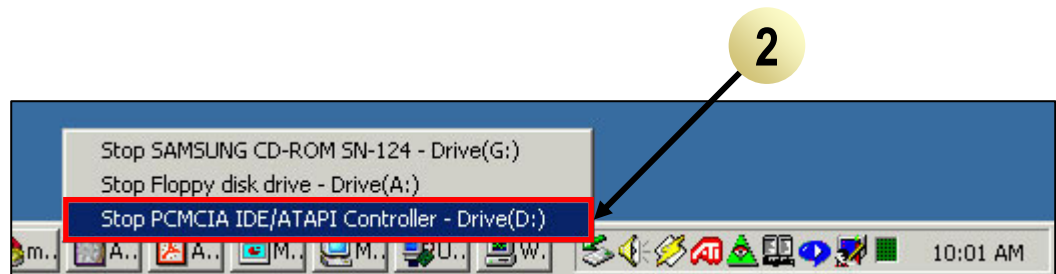 2
Stop SAMSUNG CD-ROM SN-124 - Drive(G:)
Stop Floppy disk drive - Drive(A:)
Stop PCMCIA IDE/ATAPI Controller - Drive(D:)
m.. A.. A.. M.. M.. U.. W. 10:01 AM